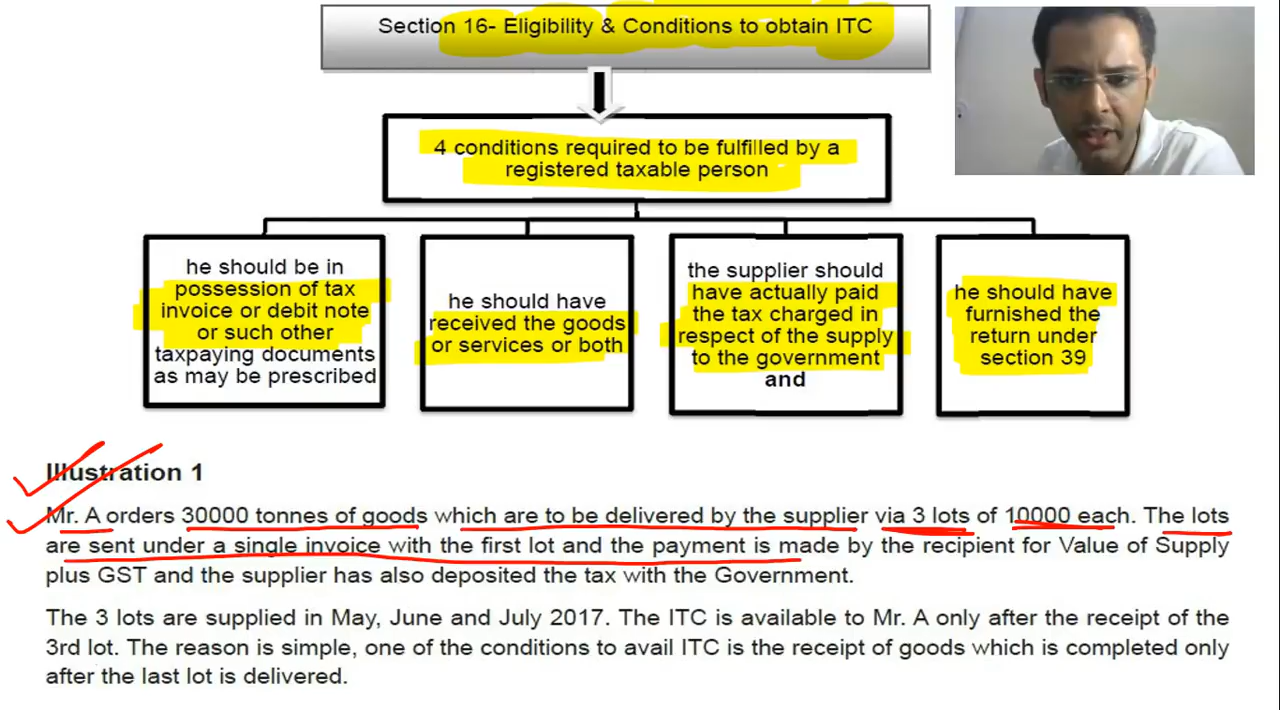 Section 16- Eligibility & Conditions to obtain ITC
4 conditions required to be fulfilled by a
registered taxable person
he should be in
possession of tax
invoice or debit note
or such other
taxpaying documents
as may be prescribed
he should have
received the goods
or services or both
the supplier should
have actually paid
the tax charged in
respect of the supply
to the government
and
he should have
furnished the
return under
section 39
Illustration 1
Mr. A orders 30000 tonnes of goods which are to be delivered by the supplier via 3 lots of 10000 each. The lots
are sent under a single invoice with the first lot and the payment is made by the recipient for Value of Supply
plus GST and the supplier has also deposited the tax with the Government.
The 3 lots are supplied in May, June and July 2017. The ITC is available to Mr. A only after the receipt of the
3rd lot. The reason is simple, one of the conditions to avail ITC is the receipt of goods which is completed only
after the last lot is delivered.